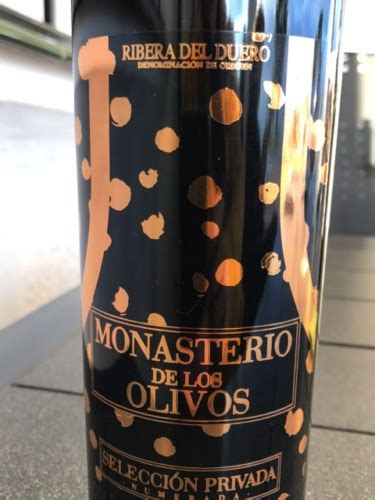 RIBERA DEL DUERO
DENOMINACIÓN DE ORIGEN
MONASTERIO
DE LOS
OLIVOS
SELECCIÓN PRIVADA
NUMERADA